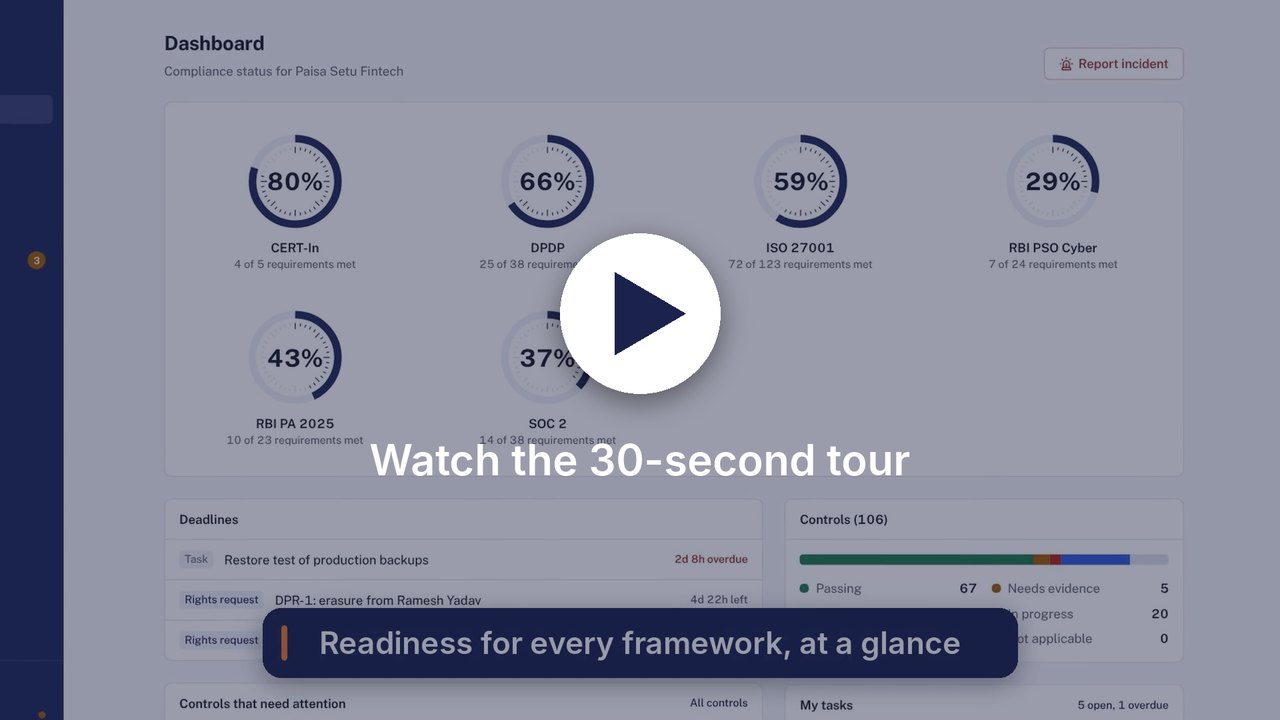 Dashboard
Compliance status for Paisa Setu Fintech
Report incident
80%
66%
59%
29%
CERT-In
DPDP
ISO 27001
RBI PSO Cyber
4 of 5 requirements met
25 of 38
72 of 123 requirements met
7 of 24 requirements met
3
43%
37%
RBI PA 2025
SOC 2
10 of 23 requirements met
14 of 38 requirements met
Watch the 30-second tour
Deadlines
Controls (106)
Task Restore test of production backups 2d 8h overdue
Passing 67 Needs evidence 5
Rights request DPR-1: erasure from Ramesh Yadav 4d 22h left
progress 20
Rights request
applicable 0
Readiness for every framework, at a glance
Controls that need attention All controls
My tasks 5 open, 1 overdue